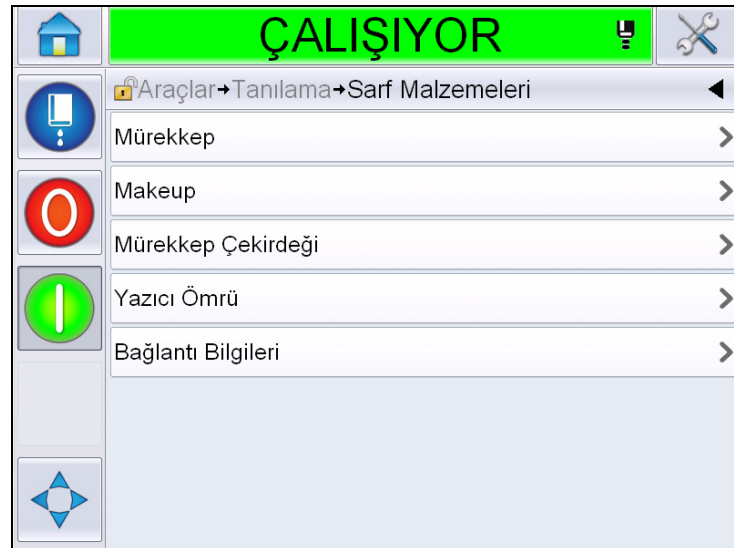 ÇALIŞIYOR
Araçlar→Tanılama→Sarf Malzemeleri
Mürekkep
Makeup
Mürekkep Çekirdeği
Yazıcı Ömrü
Bağlantı Bilgileri